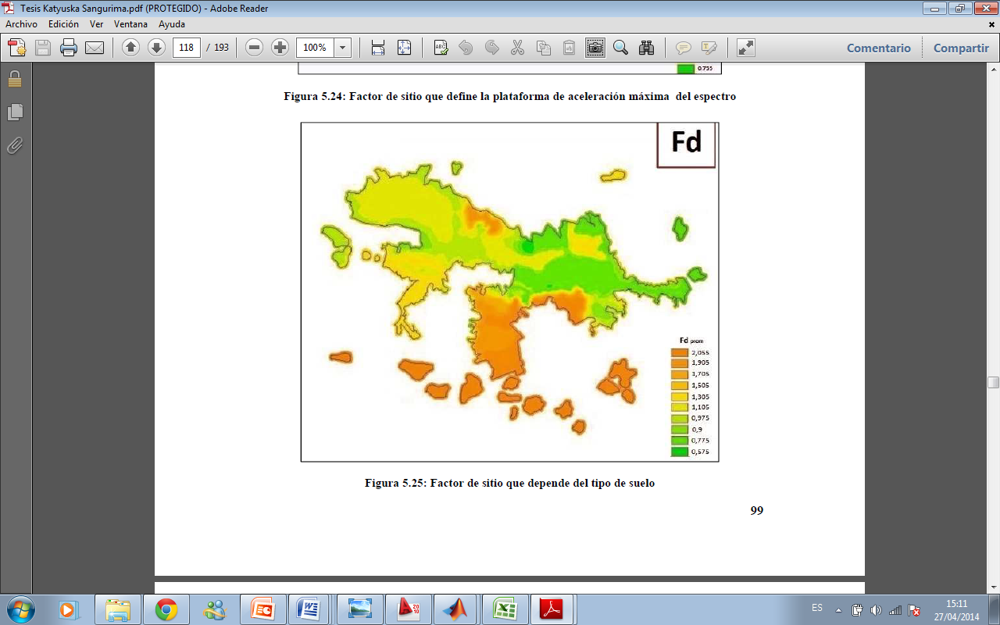 Tesis Katyuska Sangurima.pdf (PROTEGIDO) - Adobe Reader
Archivo Edición Ver Ventana Ayuda
118 / 193 100% Comentario Compartir
0.755
Figura 5.24: Factor de sitio que define la plataforma de aceleración máxima del espectro
Fd
Fd prom
2,055
1,905
1,705
1,505
1,305
1,105
0,975
0,9
0,775
0,575
Figura 5.25: Factor de sitio que depende del tipo de suelo
99
ES
15:11
27/04/2014